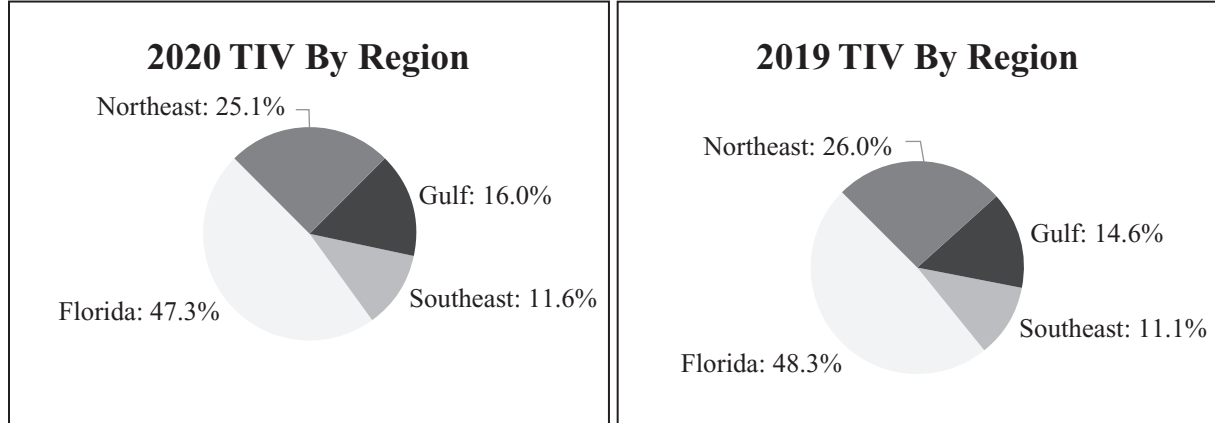 2020 TIV By Region
Northeast: 25.1%
Gulf: 16.0%
Southeast: 11.6%
Florida: 47.3%
2019 TIV By Region
Northeast: 26.0%
Gulf: 14.6%
Southeast: 11.1%
Florida: 48.3%